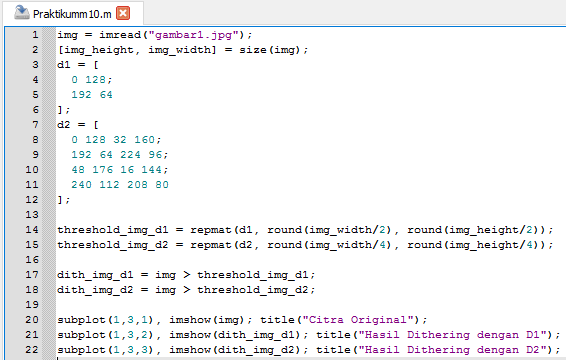 Praktikumm10.m
1 img = imread("gambar1.jpg");
2 [img_height, img_width] = size(img);
3 d1 = [
4 0 128;
5 192 64
6 ];
7 d2 = [
8 0 128 32 160;
9 192 64 224 96;
10 48 176 16 144;
11 240 112 208 80
12 ];
13
14 threshold_img_d1 = repmat(d1, round(img_width/2), round(img_height/2));
15 threshold_img_d2 = repmat(d2, round(img_width/4), round(img_height/4));
16
17 dith_img_d1 = img > threshold_img_d1;
18 dith_img_d2 = img > threshold_img_d2;
19
20 subplot(1,3,1), imshow(img); title("Citra Original");
21 subplot(1,3,2), imshow(dith_img_d1); title("Hasil Dithering dengan D1");
22 subplot(1,3,3), imshow(dith_img_d2); title("Hasil Dithering dengan D2");